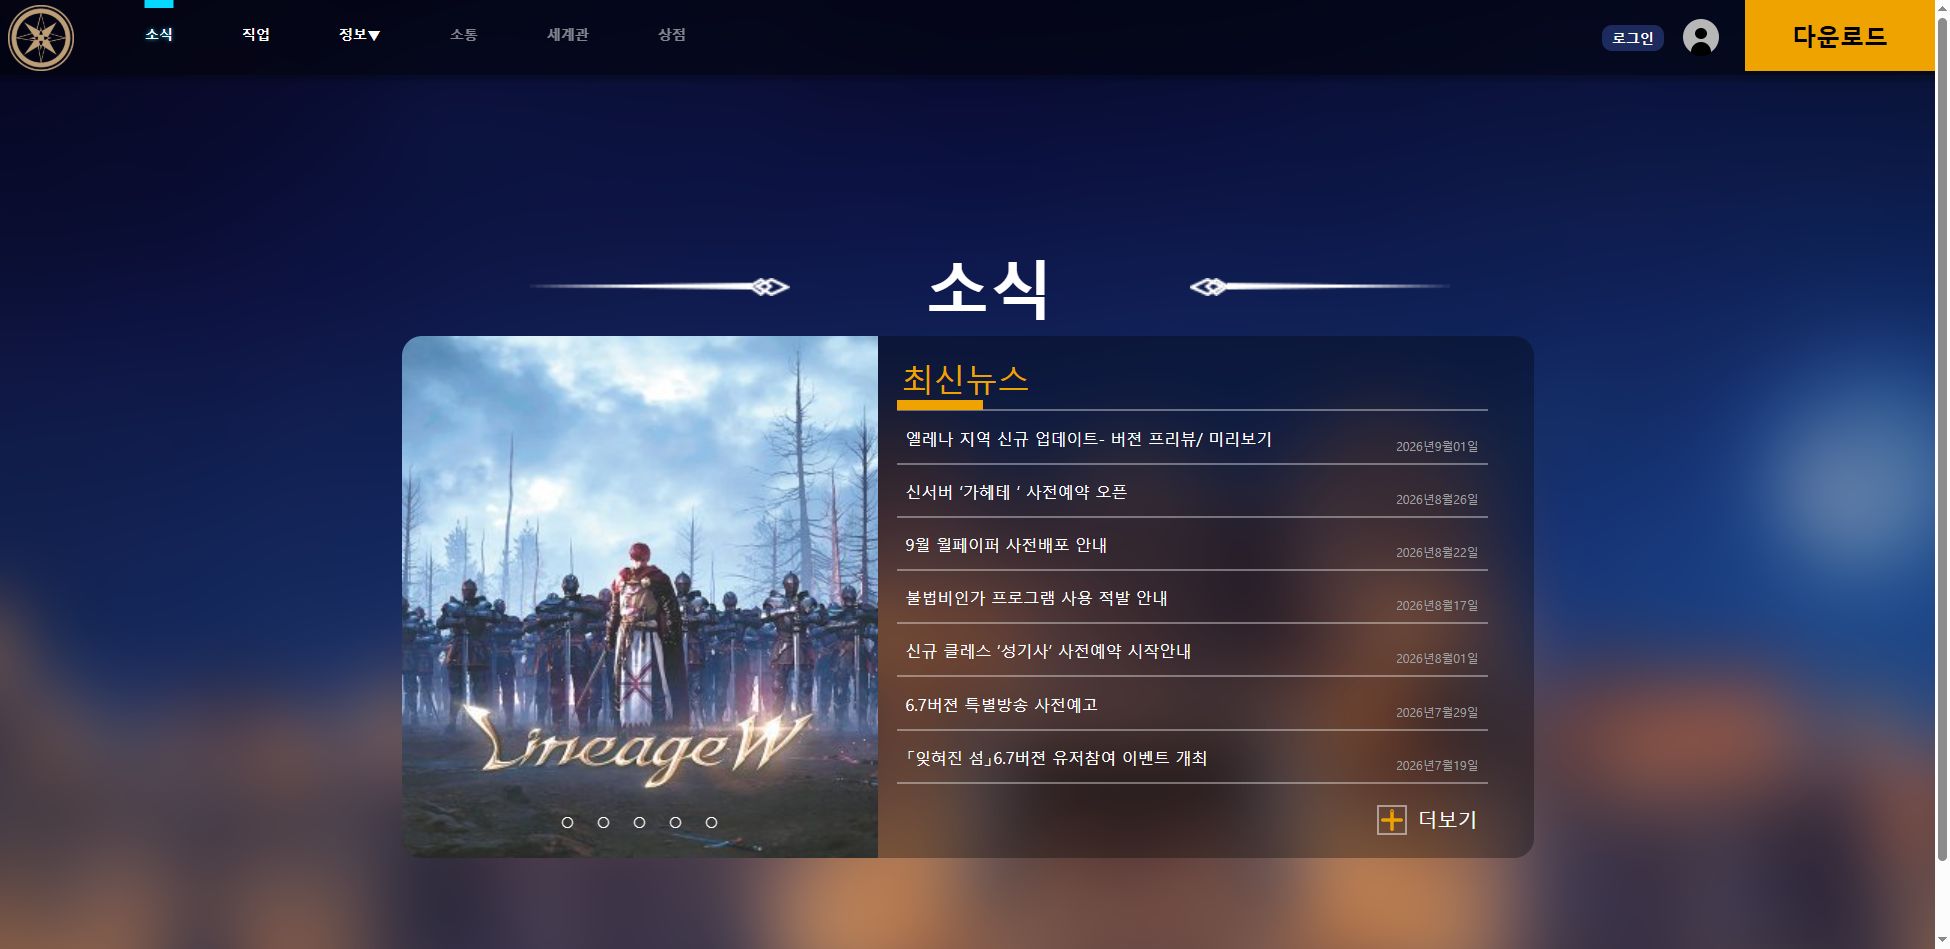 소식
직업
정보▼
소통
세계관
상점
로그인
다운로드
소식
최신뉴스
엘레나 지역 신규 업데이트- 버젼 프리뷰/ 미리보기
2026년9월01일
신서버 ‘가헤테 ‘ 사전예약 오픈
2026년8월26일
9월 월페이퍼 사전배포 안내
2026년8월22일
불법비인가 프로그램 사용 적발 안내
2026년8월17일
신규 클레스 ‘성기사’ 사전예약 시작안내
2026년8월01일
6.7버젼 특별방송 사전예고
2026년7월29일
「잊혀진 섬」6.7버젼 유저참여 이벤트 개최
2026년7월19일
Lineage W
더보기